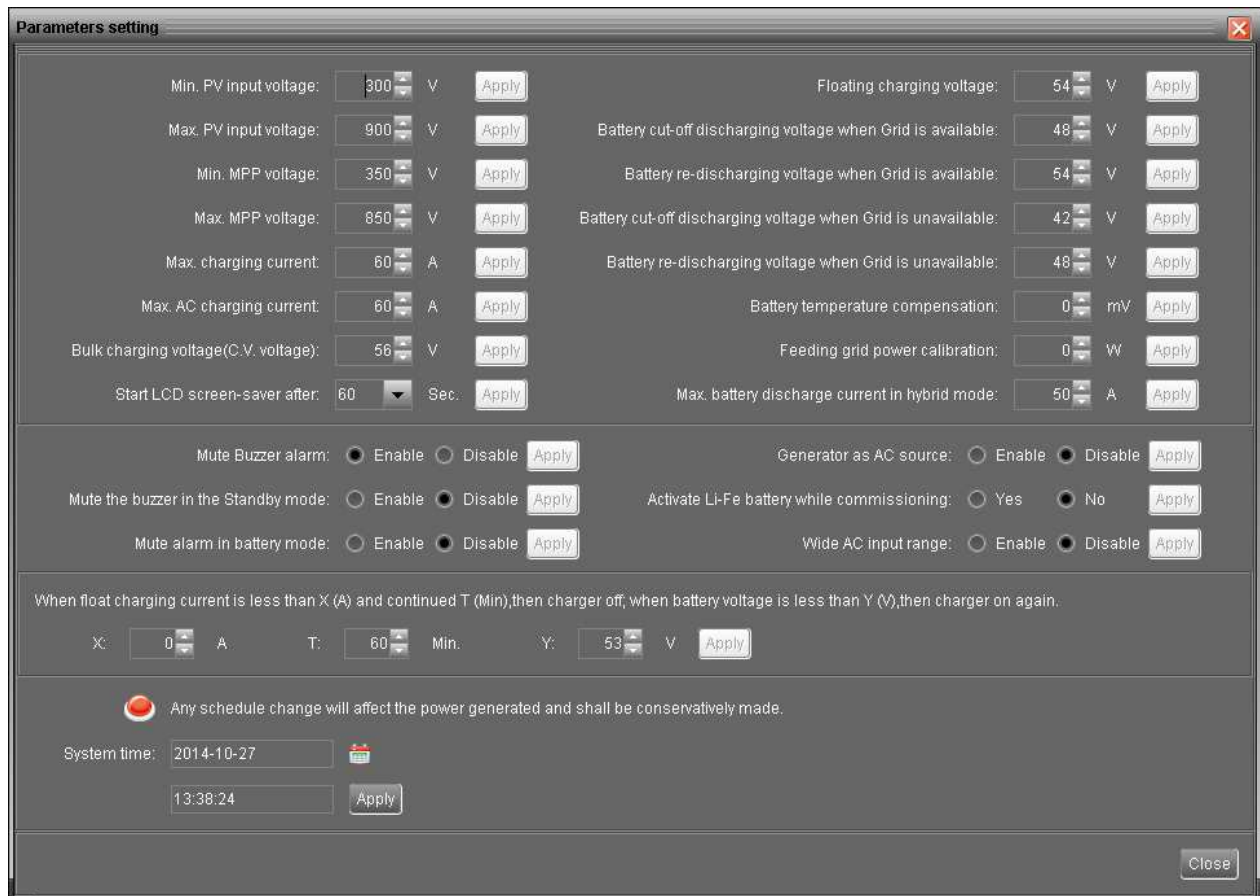 Parameters setting
Min. PV input voltage: 300 V Apply Floating charging voltage: 54 V Apply
Max. PV input voltage: 900 V Apply Battery cut-off discharging voltage when Grid is available: 48 V Apply
Min. MPP voltage: 350 V Apply Battery re-discharging voltage when Grid is available: 54 V Apply
Max. MPP voltage: 850 V Apply Battery cut-off discharging voltage when Grid is unavailable: 42 V Apply
Max. charging current: 60 A Apply Battery re-discharging voltage when Grid is unavailable: 48 V Apply
Max. AC charging current: 60 A Apply Battery temperature compensation: 0 mV Apply
Bulk charging voltage(C.V. voltage): 56 V Apply Feeding grid power calibration: 0 W Apply
Start LCD screen-saver after: 60 Sec. Apply Max. battery discharge current in hybrid mode: 50 A Apply
Mute Buzzer alarm: Enable Disable Apply Generator as AC source: Enable Disable Apply
Mute the buzzer in the Standby mode: Enable Disable Apply Activate Li-Fe battery while commissioning: Yes No Apply
Mute alarm in battery mode: Enable Disable Apply Wide AC input range: Enable Disable Apply
When float charging current is less than X (A) and continued T (Min),then charger off; when battery voltage is less than Y (V),then charger on again.
X: 0 A T: 60 Min. Y: 53 V Apply
Any schedule change will affect the power generated and shall be conservatively made.
System time: 2014-10-27
13:38:24 Apply
Close